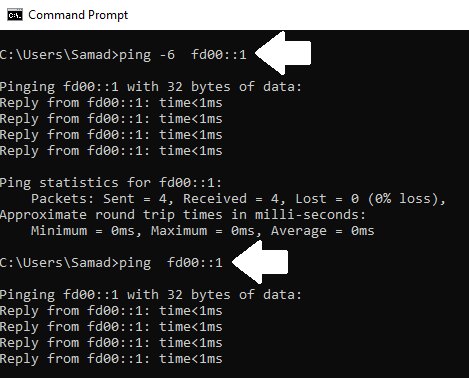 Command Prompt
C:\Users\Samad>ping -6  fd00::1
Pinging fd00::1 with 32 bytes of data:
Reply from fd00::1: time<1ms
Reply from fd00::1: time<1ms
Reply from fd00::1: time<1ms
Reply from fd00::1: time<1ms
Ping statistics for fd00::1:
    Packets: Sent = 4, Received = 4, Lost = 0 (0% loss),
Approximate round trip times in milli-seconds:
    Minimum = 0ms, Maximum = 0ms, Average = 0ms
C:\Users\Samad>ping  fd00::1
Pinging fd00::1 with 32 bytes of data:
Reply from fd00::1: time<1ms
Reply from fd00::1: time<1ms
Reply from fd00::1: time<1ms
Reply from fd00::1: time<1ms